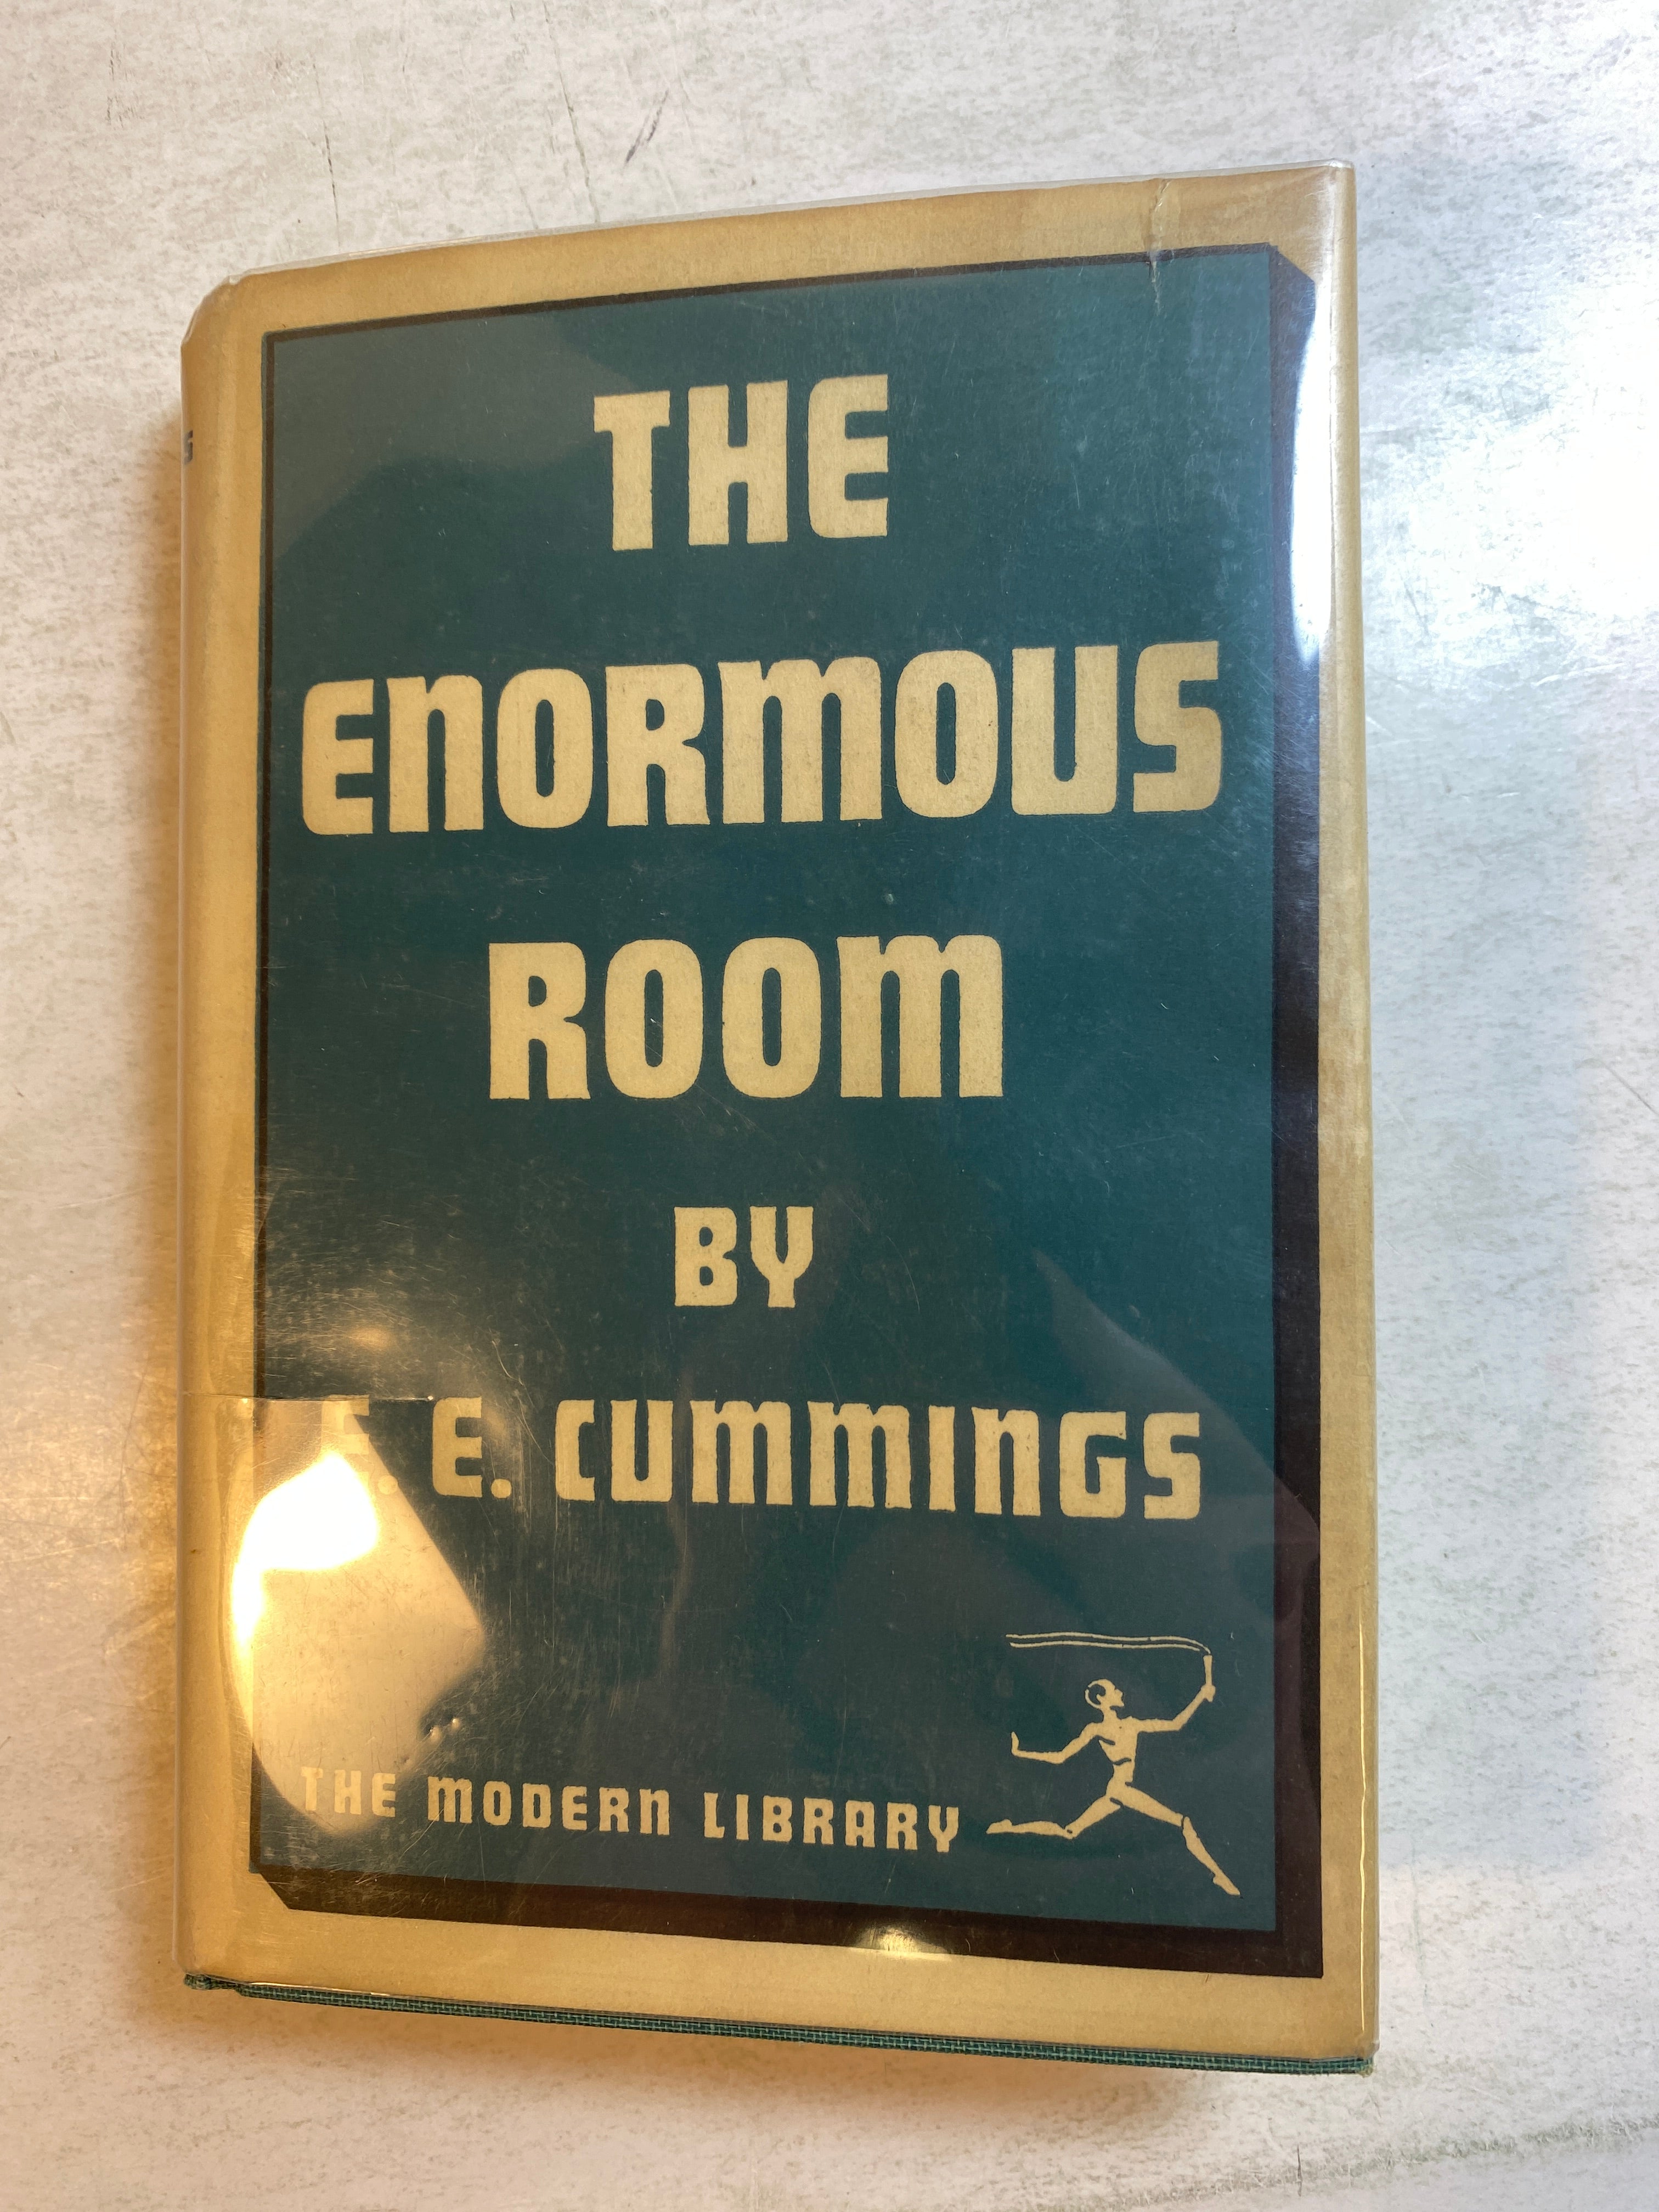 THE
ENORMOUS
ROOM
BY
E. E. CUMMINGS
THE MODERN LIBRARY